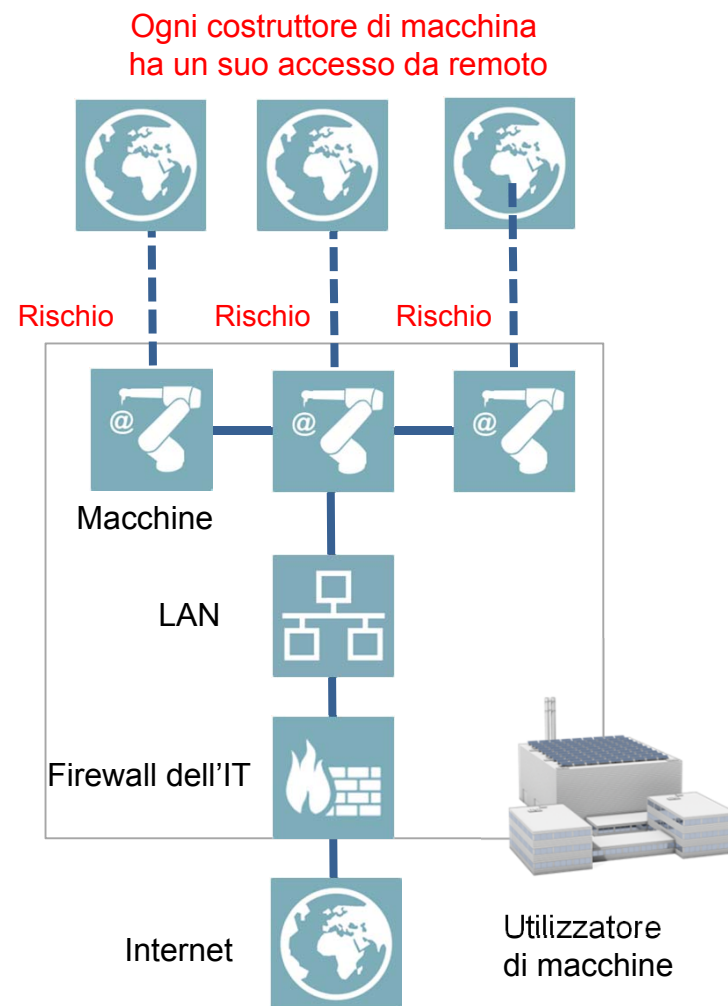 Ogni costruttore di macchina
ha un suo accesso da remoto
Rischio
Rischio
Rischio
@
@
@
Macchine
LAN
Firewall dell’IT
Internet
Utilizzatore
di macchine